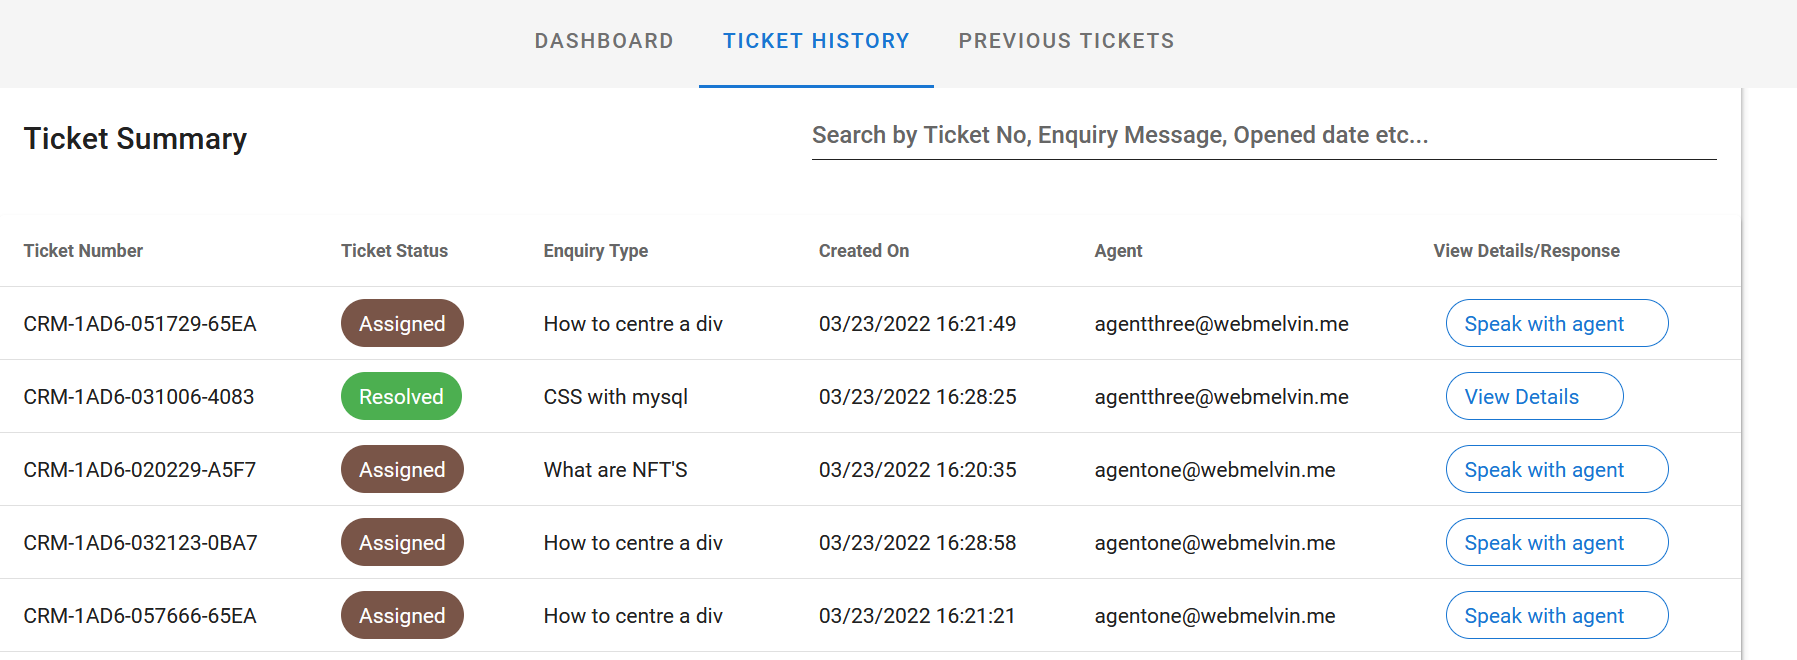 DASHBOARD TICKET HISTORY PREVIOUS TICKETS
Ticket Summary
Search by Ticket No, Enquiry Message, Opened date etc...
Ticket Number Ticket Status Enquiry Type Created On Agent View Details/Response
CRM-1AD6-051729-65EA Assigned How to centre a div 03/23/2022 16:21:49 agentthree@webmelvin.me Speak with agent
CRM-1AD6-031006-4083 Resolved CSS with mysql 03/23/2022 16:28:25 agentthree@webmelvin.me View Details
CRM-1AD6-020229-A5F7 Assigned What are NFT'S 03/23/2022 16:20:35 agentone@webmelvin.me Speak with agent
CRM-1AD6-032123-0BA7 Assigned How to centre a div 03/23/2022 16:28:58 agentone@webmelvin.me Speak with agent
CRM-1AD6-057666-65EA Assigned How to centre a div 03/23/2022 16:21:21 agentone@webmelvin.me Speak with agent